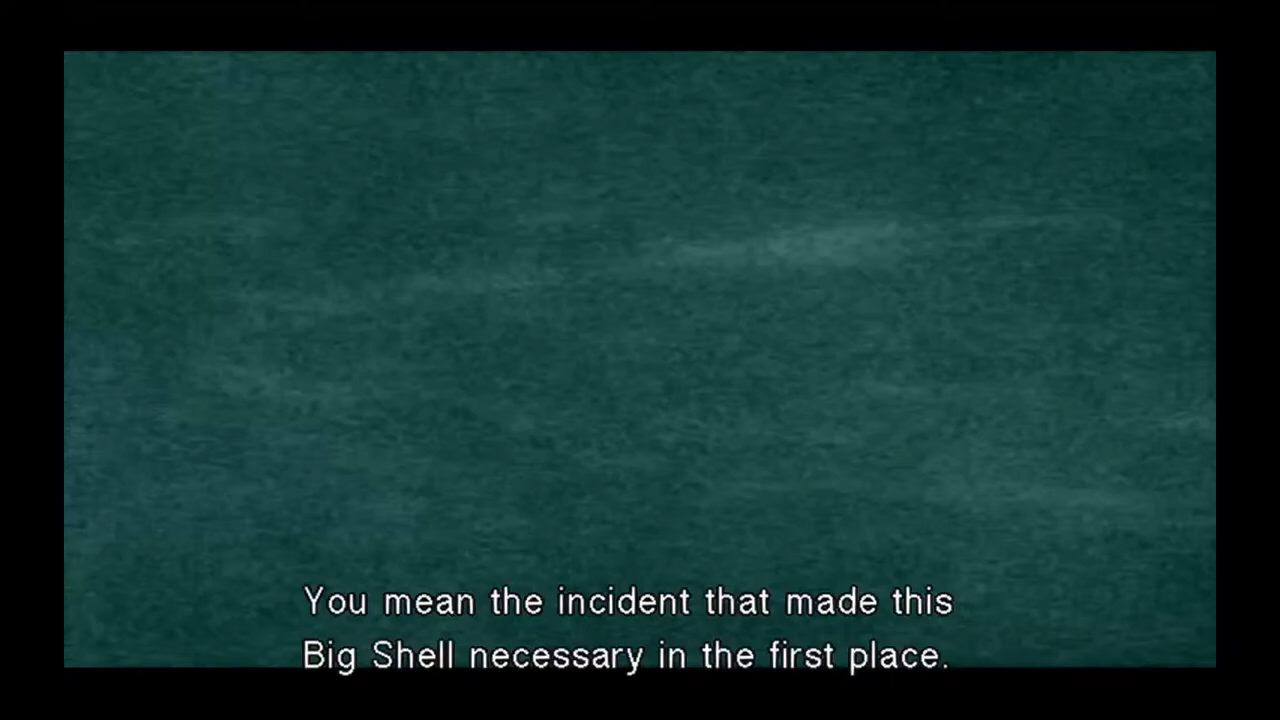 You mean the incident that made this
Big Shell necessary in the first place.